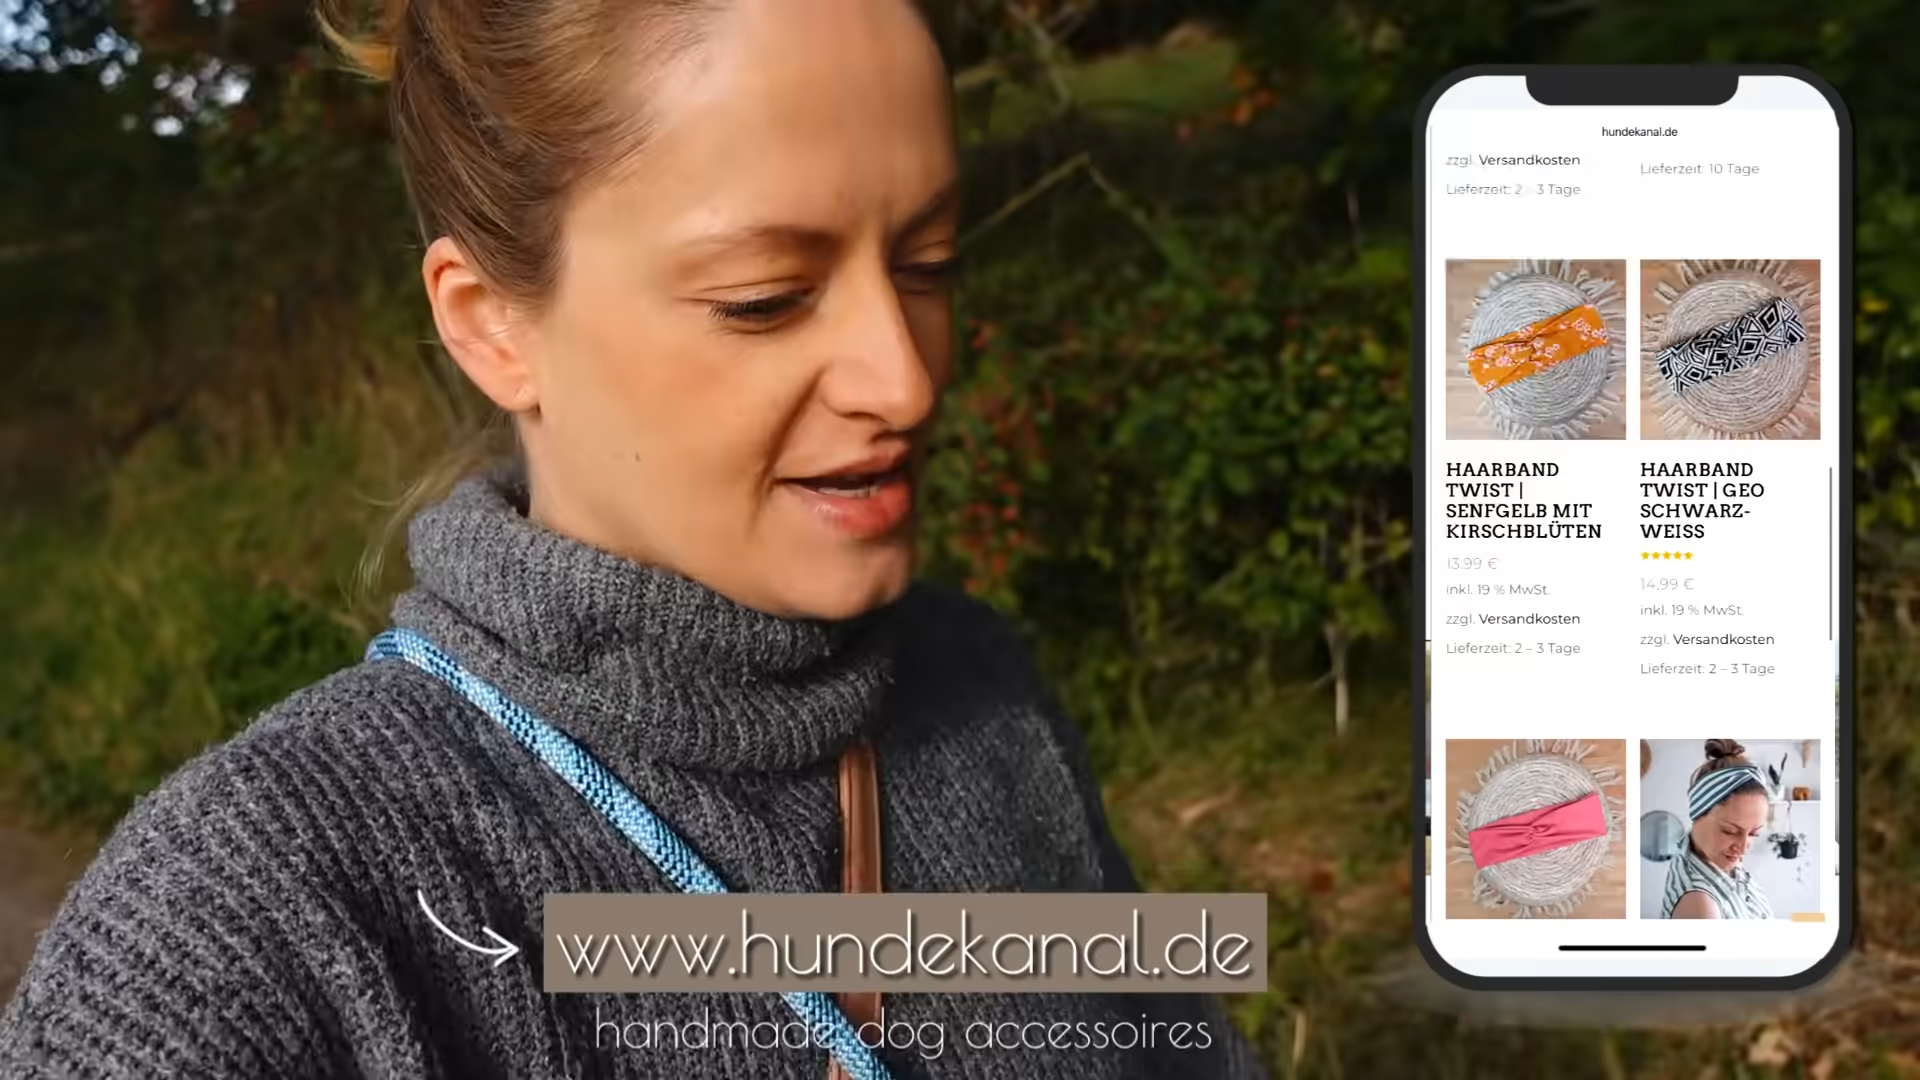 hundekanal.de
zzgl. Versandkosten
Lieferzeit: 2 - 3 Tage
Lieferzeit: 10 Tage
HAARBAND
TWIST |
SENFGELB MIT
KIRSCHBLÜTEN
13.99 €
inkl. 19 % MwSt.
zzgl. Versandkosten
Lieferzeit: 2 – 3 Tage
HAARBAND
TWIST | GEO
SCHWARZ-
WEISS
14.99 €
inkl. 19 % MwSt.
zzgl. Versandkosten
Lieferzeit: 2 – 3 Tage
www.hundekanal.de
handmade dog accessoires